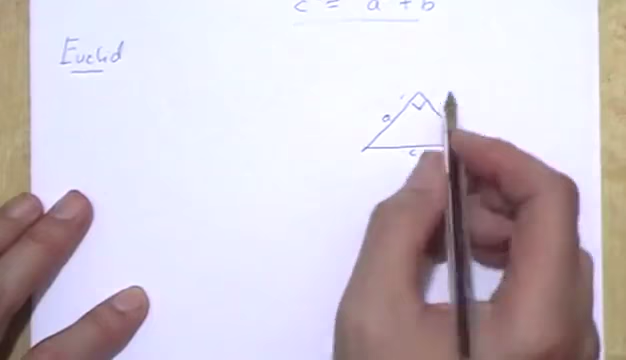 c = a + b
Euclid
a
c